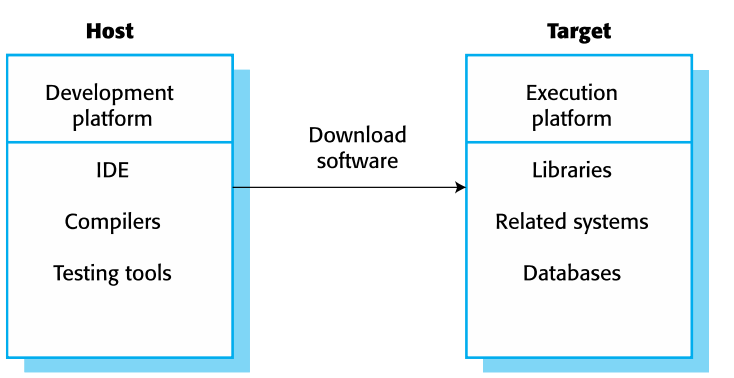 Host
Development
platform
IDE
Compilers
Testing tools
Download
software
Target
Execution
platform
Libraries
Related systems
Databases